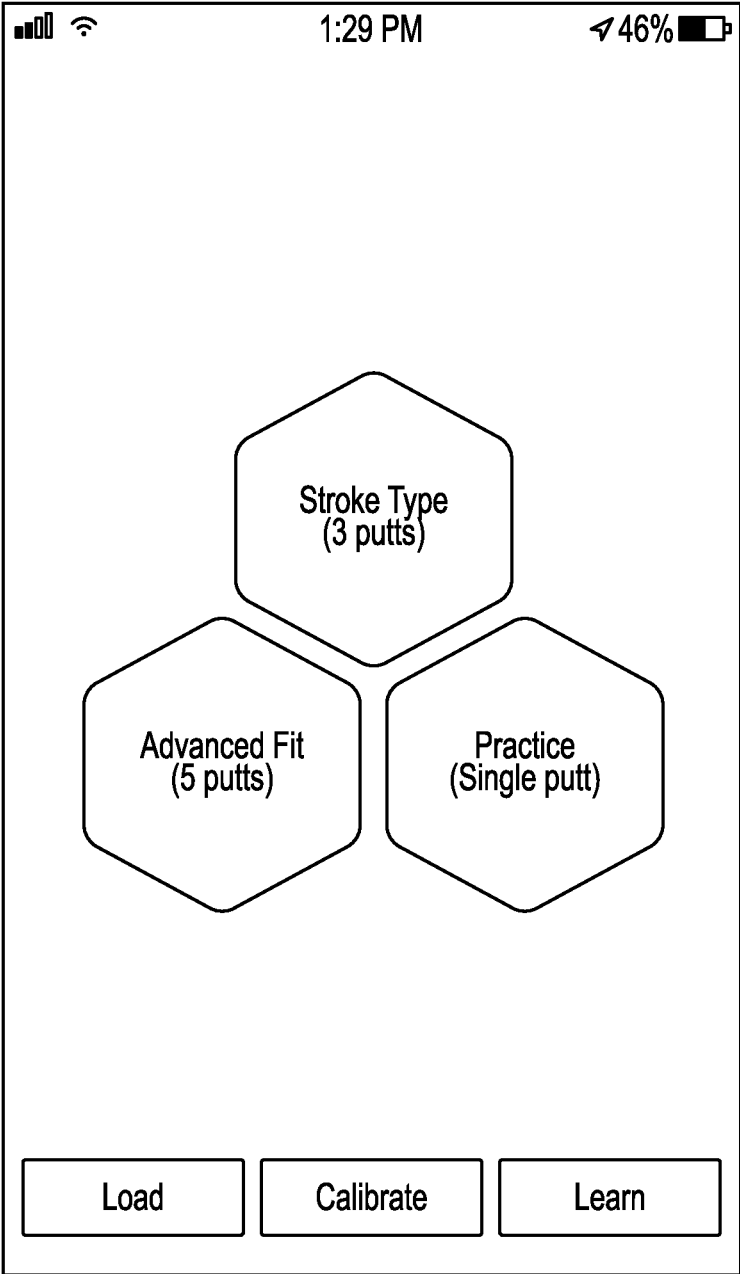 1:29 PM
46%
Stroke Type
(3 putts)
Advanced Fit
(5 putts)
Practice
(Single putt)
Load
Calibrate
Learn